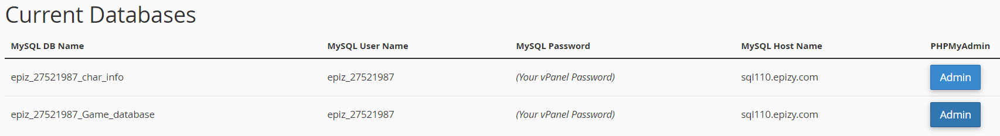 Current Databases
MySQL DB Name MySQL User Name MySQL Password MySQL Host Name PHPMyAdmin
epiz_27521987_char_info epiz_27521987 (Your vPanel Password) sql110.epizy.com Admin
epiz_27521987_Game_database epiz_27521987 (Your vPanel Password) sql110.epizy.com Admin